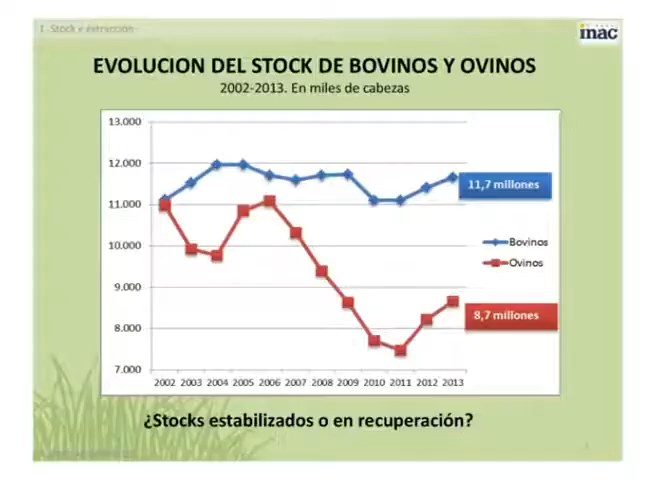 1. Stock y extracción
inac
EVOLUCION DEL STOCK DE BOVINOS Y OVINOS
2002-2013. En miles de cabezas
13.000
12.000
11.000
10.000
9.000
8.000
7.000
2002 2003 2004 2005 2006 2007 2008 2009 2010 2011 2012 2013
11,7 millones
Bovinos
Ovinos
8,7 millones
¿Stocks estabilizados o en recuperación?